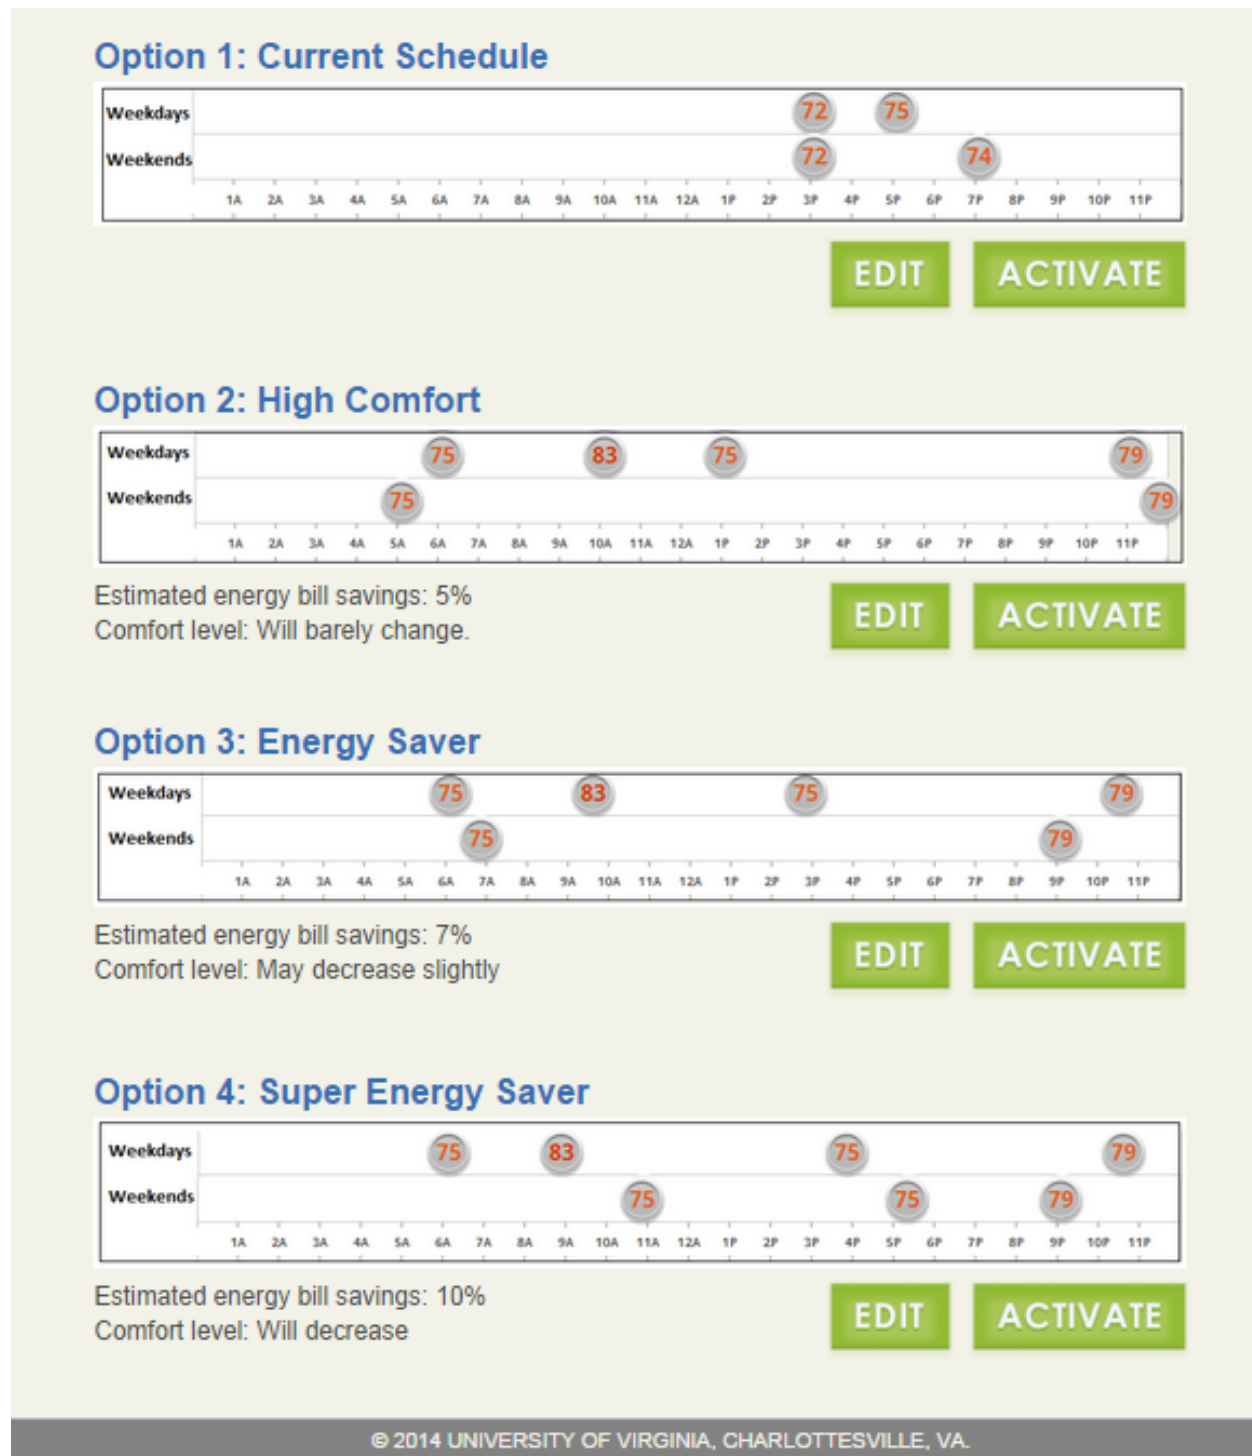 Option 1: Current Schedule
Weekdays 72 75
Weekends 72 74
1A 2A 3A 4A 5A 6A 7A 8A 9A 10A 11A 12A 1P 2P 3P 4P 5P 6P 7P 8P 9P 10P 11P
EDIT ACTIVATE
Option 2: High Comfort
Weekdays 75 83 75 79
Weekends 75 79
1A 2A 3A 4A 5A 6A 7A 8A 9A 10A 11A 12A 1P 2P 3P 4P 5P 6P 7P 8P 9P 10P 11P
Estimated energy bill savings: 5%
Comfort level: Will barely change.
EDIT ACTIVATE
Option 3: Energy Saver
Weekdays 75 83 75 79
Weekends 75 79
1A 2A 3A 4A 5A 6A 7A 8A 9A 10A 11A 12A 1P 2P 3P 4P 5P 6P 7P 8P 9P 10P 11P
Estimated energy bill savings: 7%
Comfort level: May decrease slightly
EDIT ACTIVATE
Option 4: Super Energy Saver
Weekdays 75 83 75 79
Weekends 75 75 79
1A 2A 3A 4A 5A 6A 7A 8A 9A 10A 11A 12A 1P 2P 3P 4P 5P 6P 7P 8P 9P 10P 11P
Estimated energy bill savings: 10%
Comfort level: Will decrease
EDIT ACTIVATE
© 2014 UNIVERSITY OF VIRGINIA, CHARLOTTESVILLE, VA.